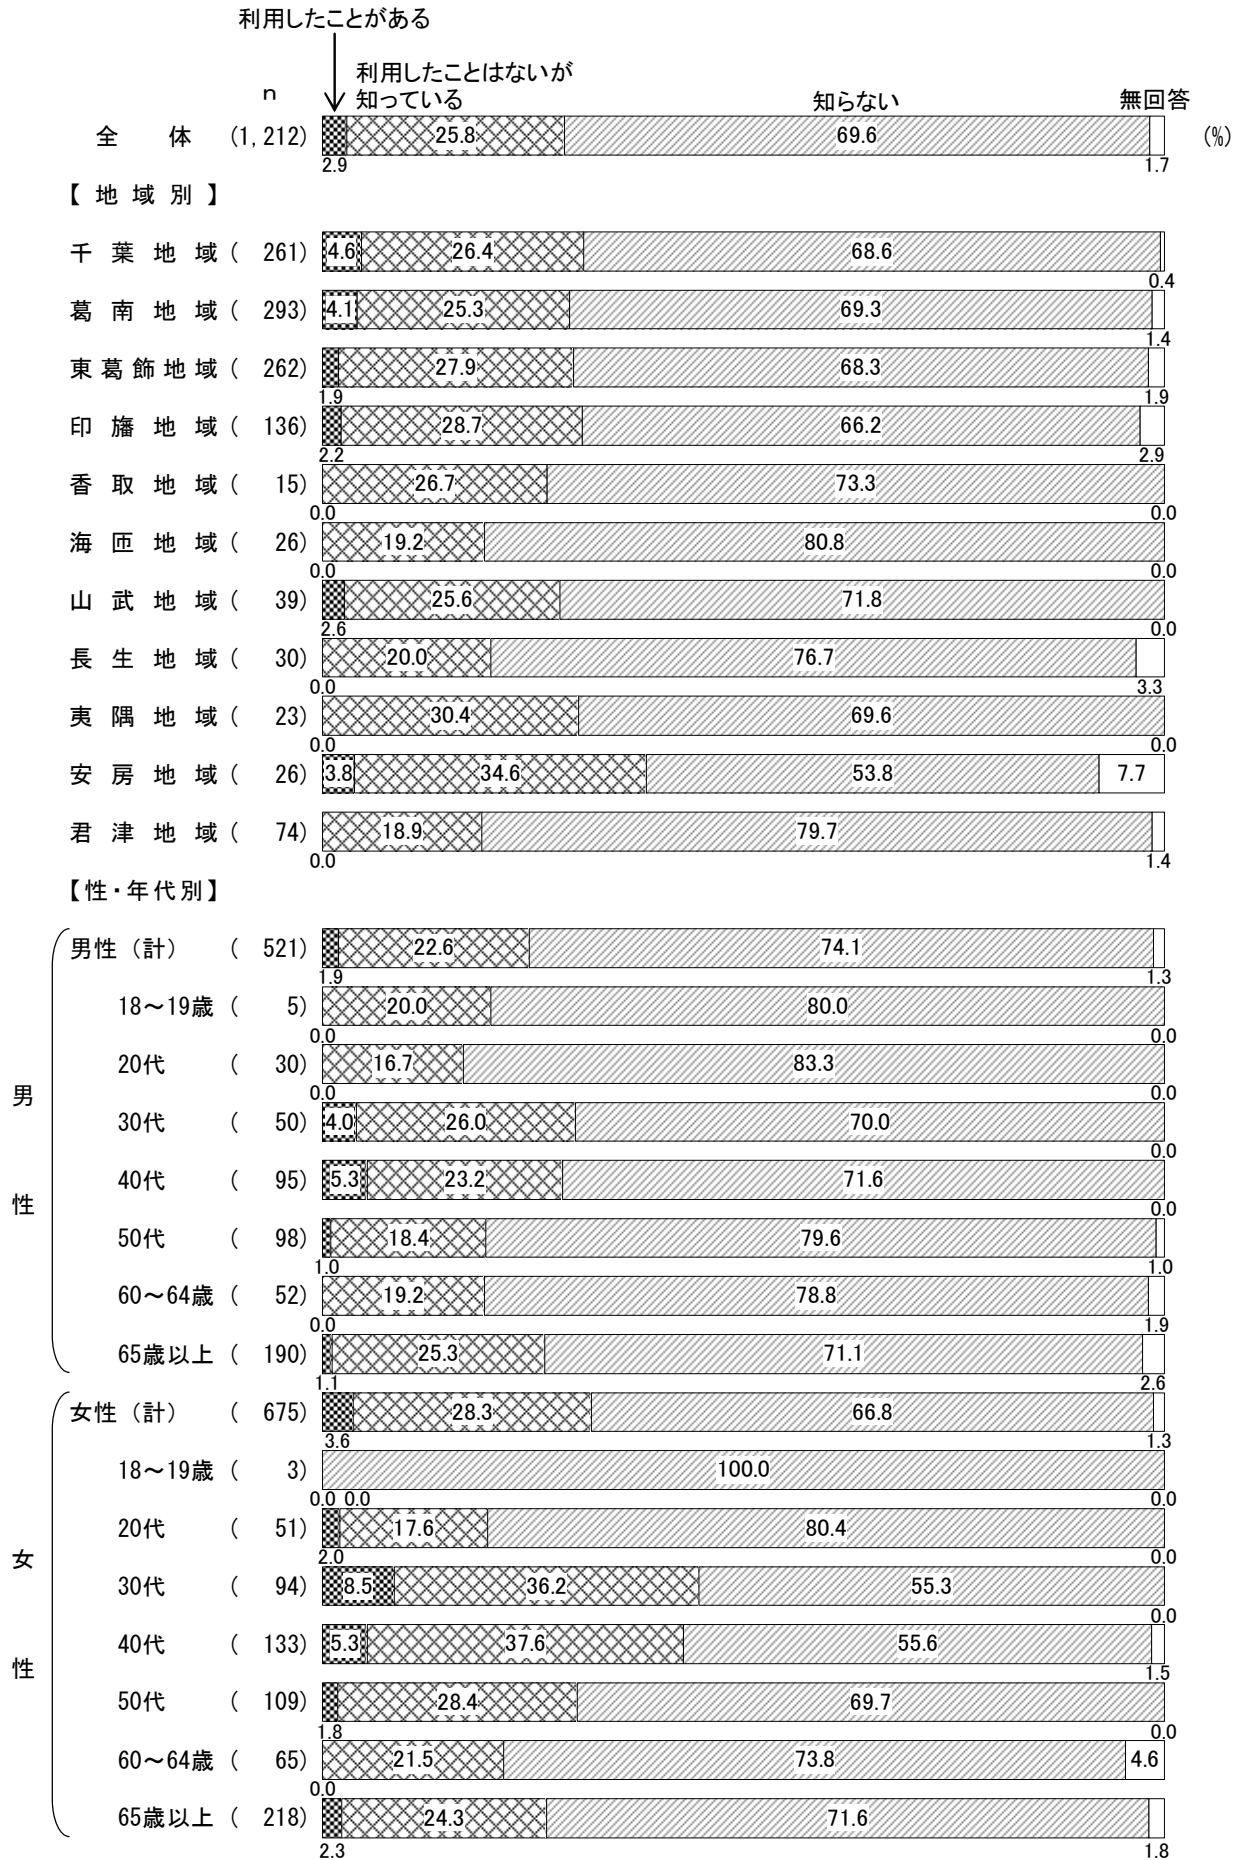 利用したことがある
利用したことはないが
n 知っている 知らない 無回答
全 体 (1,212) 25.8 69.6 (%)
2.9 1.7
【 地 域 別 】
千 葉 地 域 ( 261) 4.6 26.4 68.6
0.4
葛 南 地 域 ( 293) 4.1 25.3 69.3
1.4
東 葛 飾 地 域 ( 262) 27.9 68.3
1.9 1.9
印 旛 地 域 ( 136) 28.7 66.2
2.2 2.9
香 取 地 域 ( 15) 26.7 73.3
0.0 0.0
海 匝 地 域 ( 26) 19.2 80.8
0.0 0.0
山 武 地 域 ( 39) 25.6 71.8
2.6 0.0
長 生 地 域 ( 30) 20.0 76.7
0.0 3.3
夷 隅 地 域 ( 23) 30.4 69.6
0.0 0.0
安 房 地 域 ( 26) 3.8 34.6 53.8 7.7
君 津 地 域 ( 74) 18.9 79.7
0.0 1.4
【性・年代別】
男性（計） ( 521) 22.6 74.1
1.9 1.3
18～19歳 ( 5) 20.0 80.0
0.0 0.0
20代 ( 30) 16.7 83.3
0.0 0.0
男
30代 ( 50) 4.0 26.0 70.0
0.0
40代 ( 95) 5.3 23.2 71.6
0.0
性
50代 ( 98) 18.4 79.6
1.0 1.0
60～64歳 ( 52) 19.2 78.8
0.0 1.9
65歳以上 ( 190) 25.3 71.1
1.1 2.6
女性（計） ( 675) 28.3 66.8
3.6 1.3
18～19歳 ( 3) 100.0
0.0 0.0 0.0
20代 ( 51) 17.6 80.4
2.0 0.0
女
30代 ( 94) 8.5 36.2 55.3
0.0
40代 ( 133) 5.3 37.6 55.6
1.5
性
50代 ( 109) 28.4 69.7
1.8 0.0
60～64歳 ( 65) 21.5 73.8 4.6
0.0
65歳以上 ( 218) 24.3 71.6
2.3 1.8